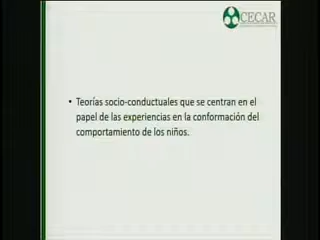 CECAR
• Teorías socio-conductuales que se centran en el
papel de las experiencias en la conformación del
comportamiento de los niños.